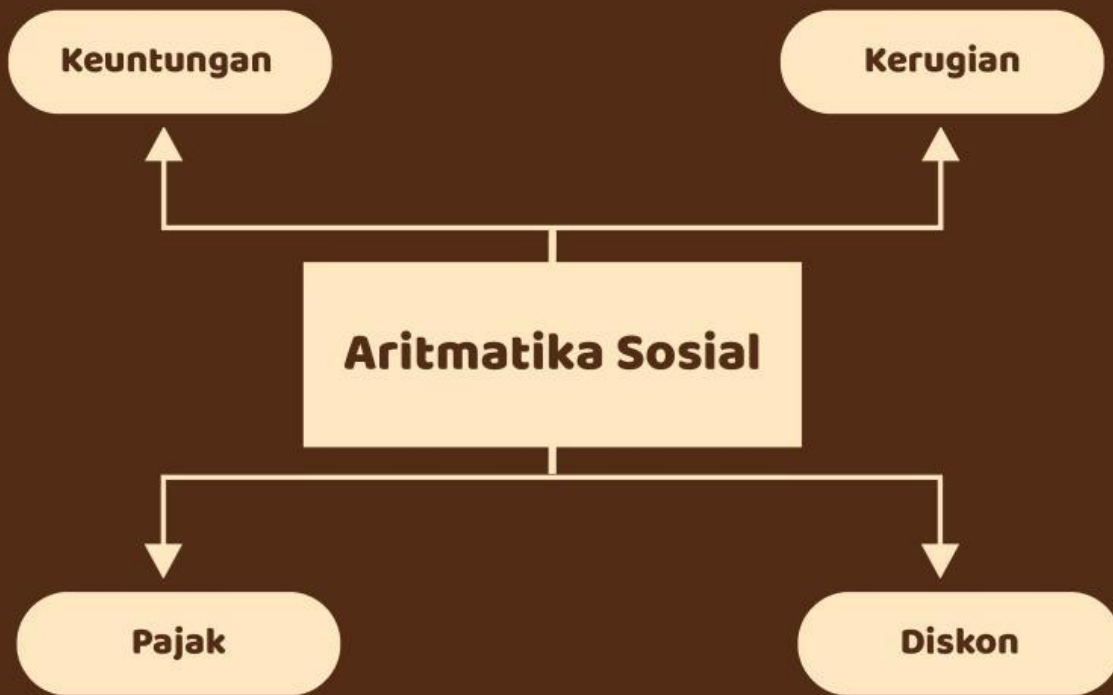 Keuntungan
Kerugian
Aritmatika Sosial
Pajak
Diskon